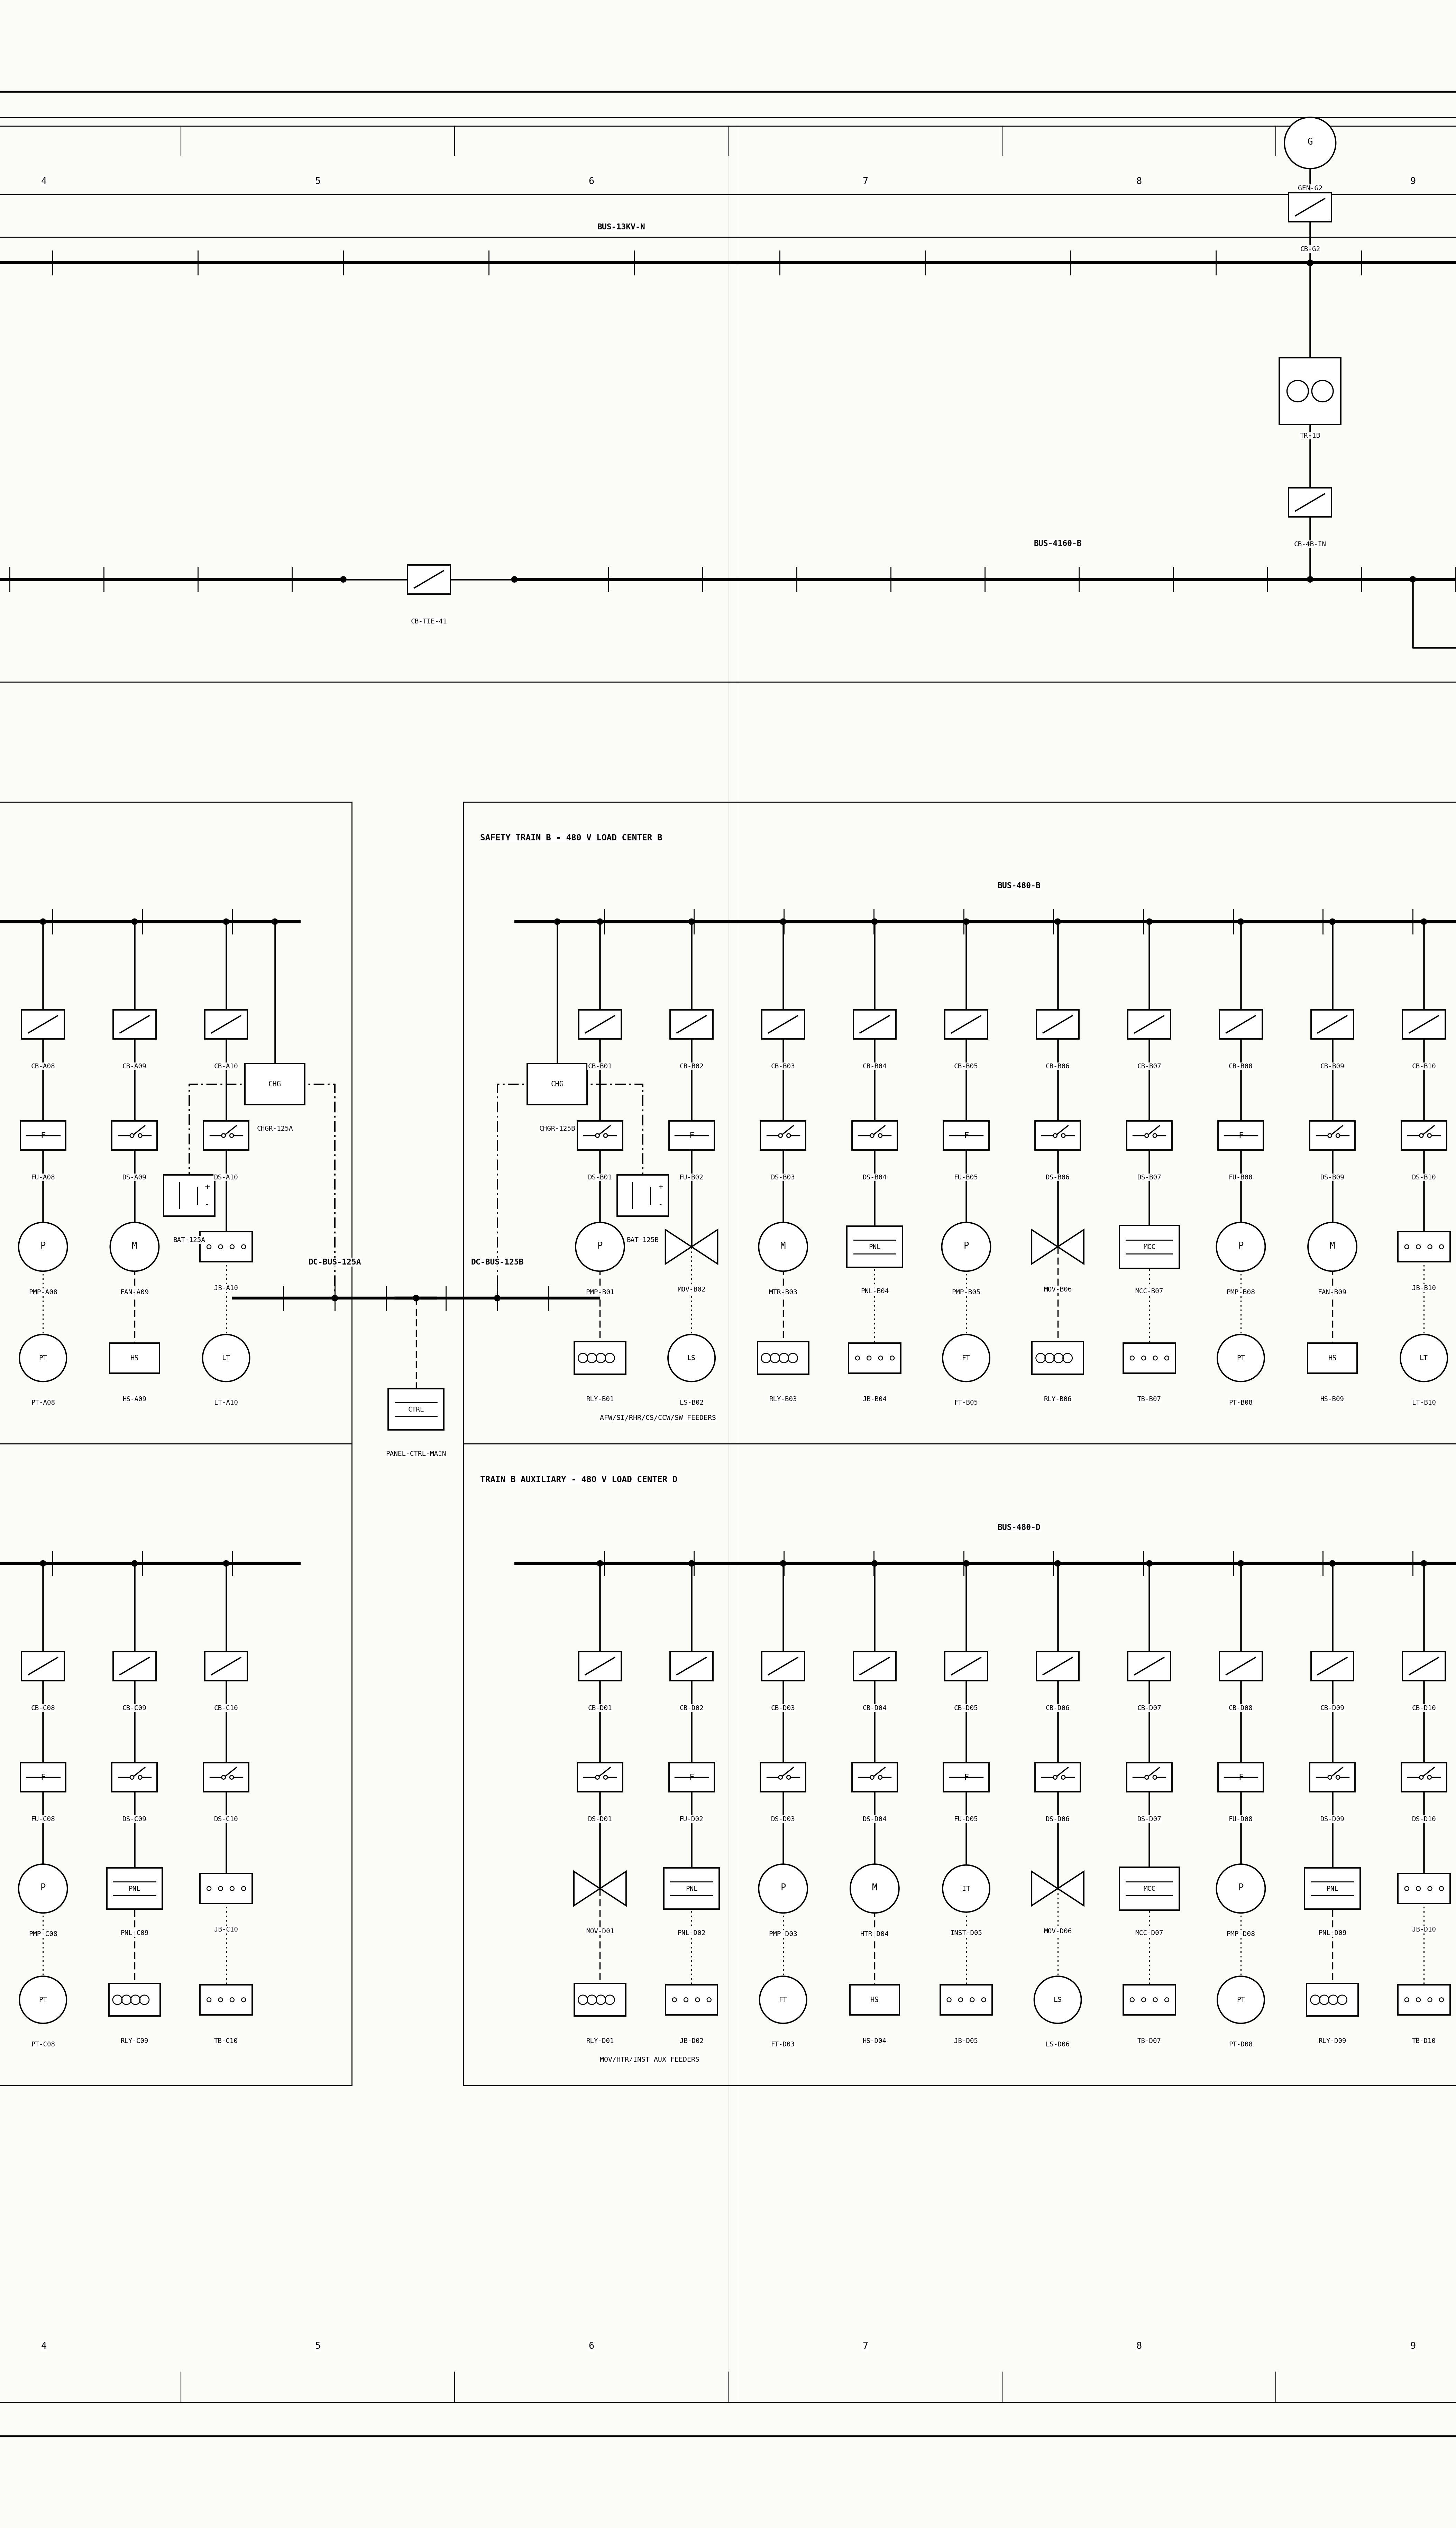 G
4 5 6 7 8 9
GEN-G2
BUS-13KV-N
CB-G2
TR-1B
BUS-4160-B
CB-4B-IN
CB-TIE-41
SAFETY TRAIN B - 480 V LOAD CENTER B
BUS-480-B
CB-A08 CB-A09 CB-A10 CB-B01 CB-B02 CB-B03 CB-B04 CB-B05 CB-B06 CB-B07 CB-B08 CB-B09 CB-B10
CHG CHG
CHGR-125A CHGR-125B
F F F F
FU-A08 DS-A09 DS-A10 DS-B01 FU-B02 DS-B03 DS-B04 FU-B05 DS-B06 DS-B07 FU-B08 DS-B09 DS-B10
+ +
- -
BAT-125A BAT-125B
P M P M PNL P MCC P M
DC-BUS-125A DC-BUS-125B
PMP-A08 FAN-A09 JB-A10 PMP-B01 MOV-B02 MTR-B03 PNL-B04 PMP-B05 MOV-B06 MCC-B07 PMP-B08 FAN-B09 JB-B10
PT HS LT LS FT PT HS LT
PT-A08 HS-A09 LT-A10 RLY-B01 LS-B02 RLY-B03 JB-B04 FT-B05 RLY-B06 TB-B07 PT-B08 HS-B09 LT-B10
CTRL
AFW/SI/RHR/CS/CCW/SW FEEDERS
PANEL-CTRL-MAIN
TRAIN B AUXILIARY - 480 V LOAD CENTER D
BUS-480-D
CB-C08 CB-C09 CB-C10 CB-D01 CB-D02 CB-D03 CB-D04 CB-D05 CB-D06 CB-D07 CB-D08 CB-D09 CB-D10
F F F F
FU-C08 DS-C09 DS-C10 DS-D01 FU-D02 DS-D03 DS-D04 FU-D05 DS-D06 DS-D07 FU-D08 DS-D09 DS-D10
P PNL PNL P M IT MCC P PNL
PMP-C08 PNL-C09 JB-C10 MOV-D01 PNL-D02 PMP-D03 HTR-D04 INST-D05 MOV-D06 MCC-D07 PMP-D08 PNL-D09 JB-D10
PT FT HS LS PT
PT-C08 RLY-C09 TB-C10 RLY-D01 JB-D02 FT-D03 HS-D04 JB-D05 LS-D06 TB-D07 PT-D08 RLY-D09 TB-D10
MOV/HTR/INST AUX FEEDERS
4 5 6 7 8 9